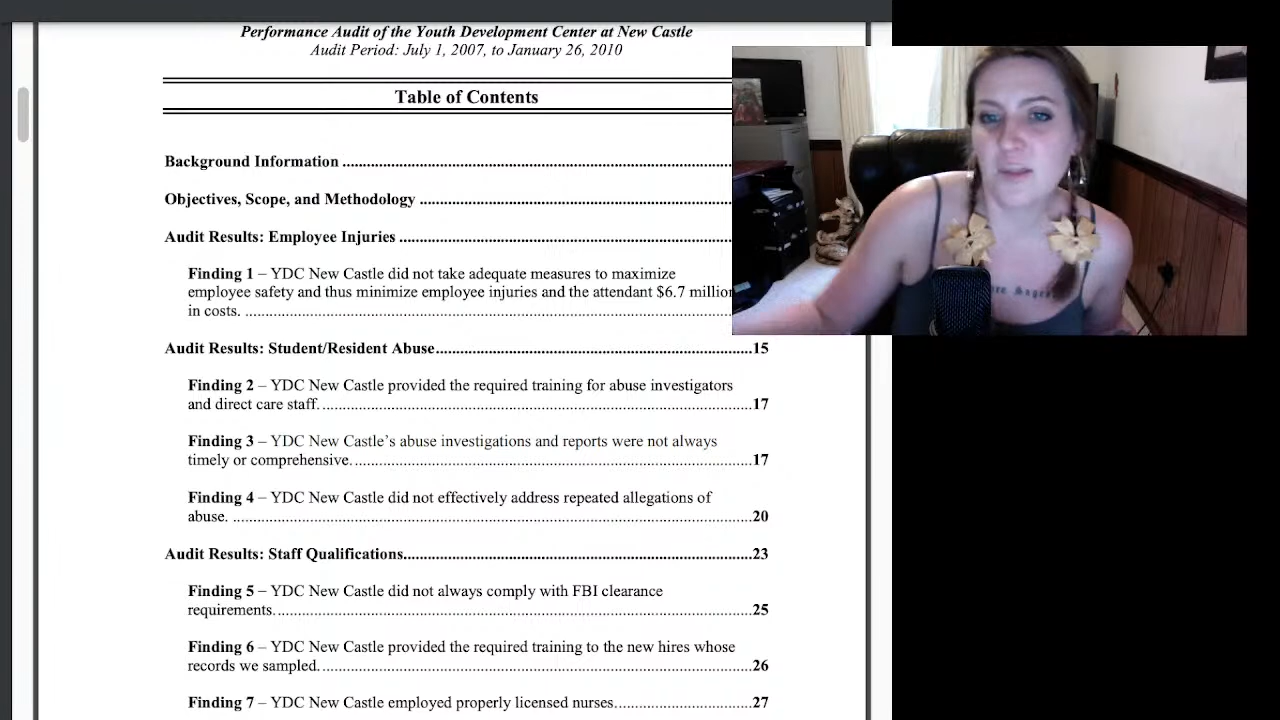 Performance Audit of the Youth Development Center at New Castle
Audit Period: July 1, 2007, to January 26, 2010
Table of Contents
Background Information ....................................................................................
Objectives, Scope, and Methodology ..................................................................
Audit Results: Employee Injuries ......................................................................
Finding 1 – YDC New Castle did not take adequate measures to maximize
employee safety and thus minimize employee injuries and the attendant $6.7 million
in costs. ...............................................................................................................
Audit Results: Student/Resident Abuse...............................................................................15
Finding 2 – YDC New Castle provided the required training for abuse investigators
and direct care staff...........................................................................................................17
Finding 3 – YDC New Castle’s abuse investigations and reports were not always
timely or comprehensive...................................................................................................17
Finding 4 – YDC New Castle did not effectively address repeated allegations of
abuse. ................................................................................................................................20
Audit Results: Staff Qualifications.......................................................................................23
Finding 5 – YDC New Castle did not always comply with FBI clearance
requirements......................................................................................................................25
Finding 6 – YDC New Castle provided the required training to the new hires whose
records we sampled...........................................................................................................26
Finding 7 – YDC New Castle employed properly licensed nurses...................................27